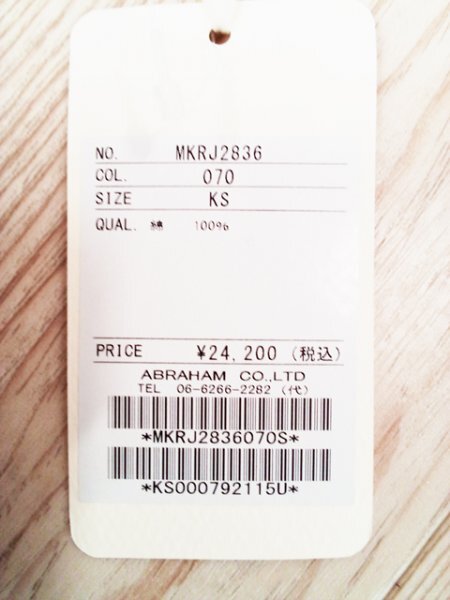 NO. MKRJ2836
COL. 070
SIZE KS
QUAL. 綿 100%
PRICE ¥24,200 (税込)
ABRAHAM CO.,LTD
TEL 06-6266-2282 (代)
*MKRJ2836070S*
*KS000792115U*